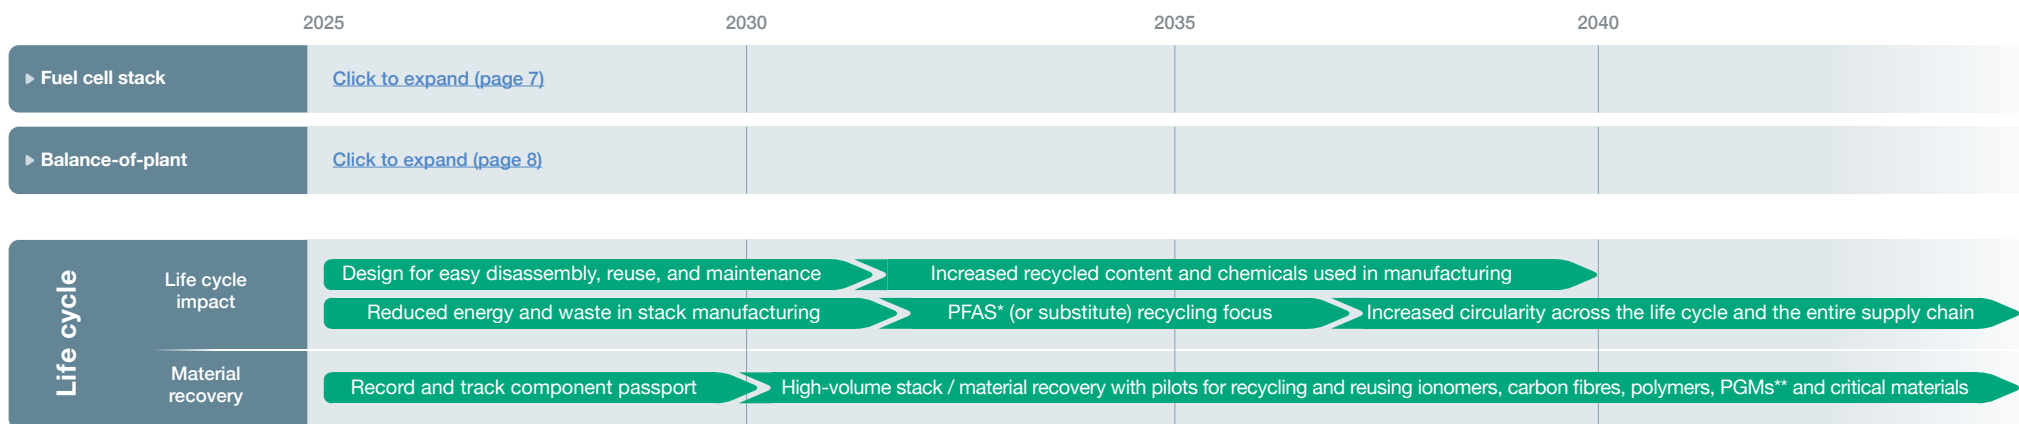 2025 2030 2035 2040
Fuel cell stack
Click to expand (page 7)
Balance-of-plant
Click to expand (page 8)
Life cycle
Life cycle
impact
Design for easy disassembly, reuse, and maintenance
Increased recycled content and chemicals used in manufacturing
Reduced energy and waste in stack manufacturing
PFAS* (or substitute) recycling focus
Increased circularity across the life cycle and the entire supply chain
Material
recovery
Record and track component passport
High-volume stack / material recovery with pilots for recycling and reusing ionomers, carbon fibres, polymers, PGMs** and critical materials